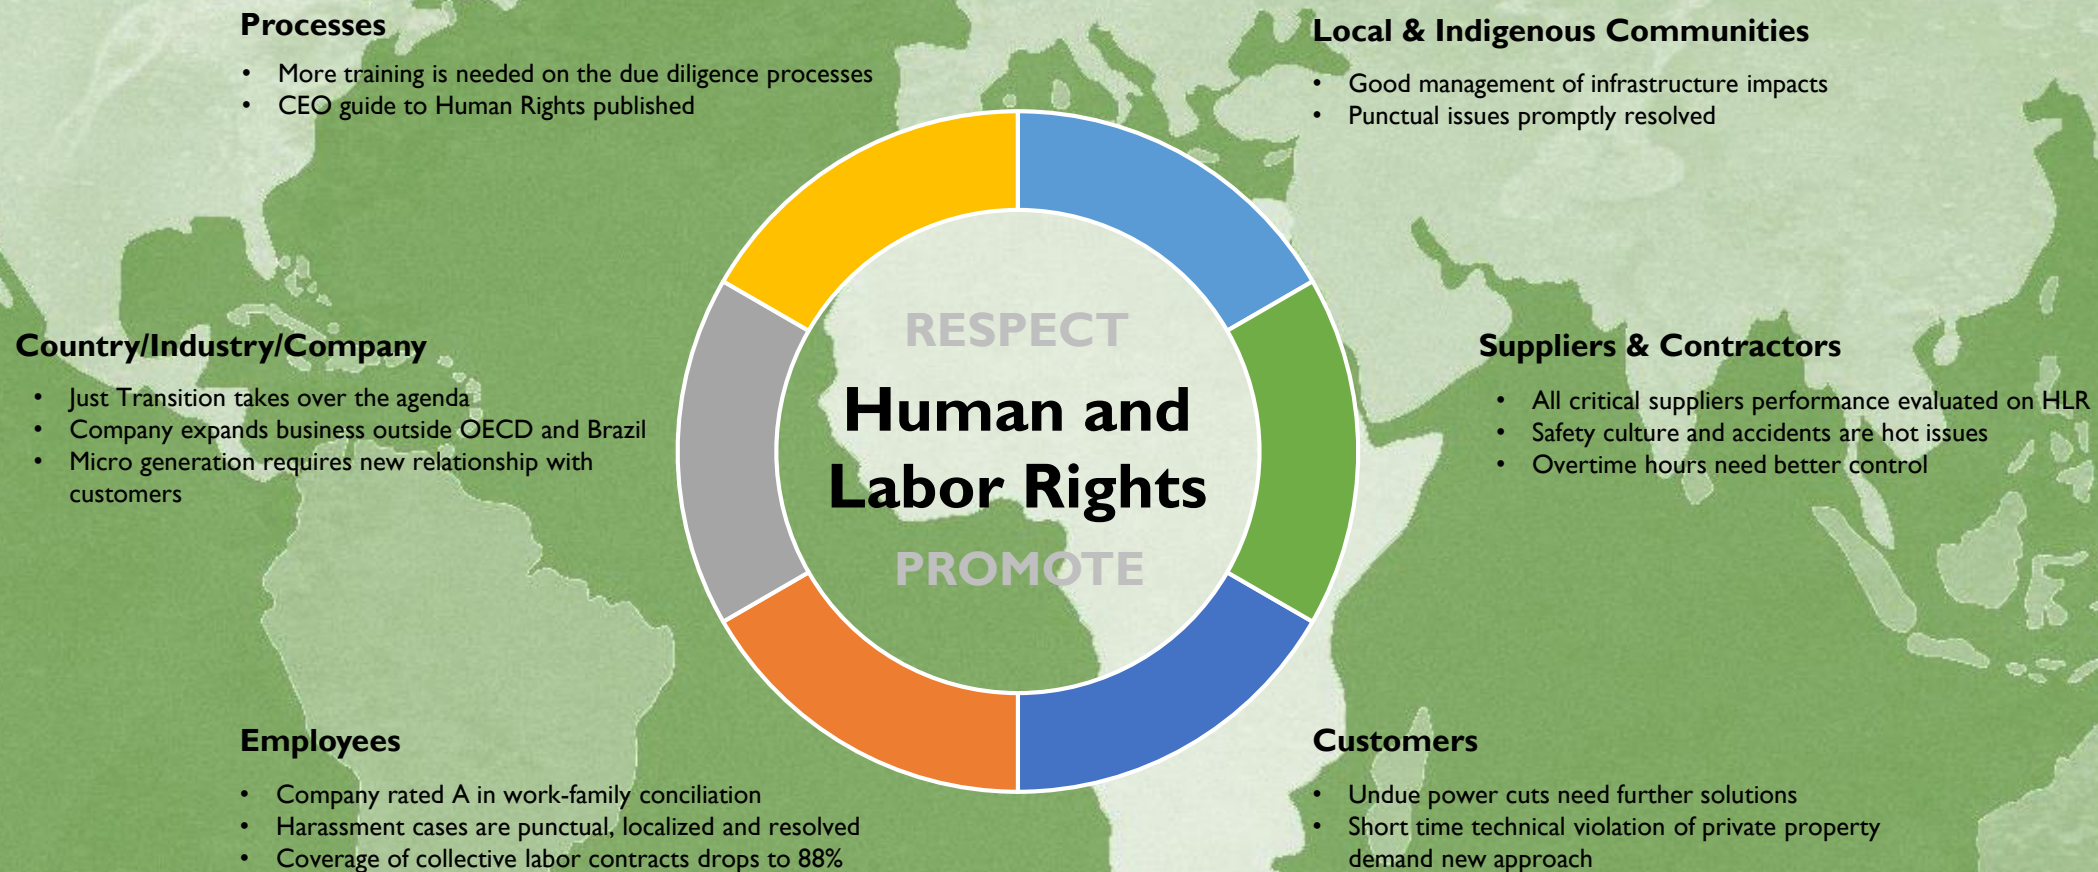 Processes
• More training is needed on the due diligence processes
• CEO guide to Human Rights published
Local & Indigenous Communities
• Good management of infrastructure impacts
• Punctual issues promptly resolved
Country/Industry/Company
• Just Transition takes over the agenda
• Company expands business outside OECD and Brazil
• Micro generation requires new relationship with
customers
RESPECT
Human and
Labor Rights
PROMOTE
Suppliers & Contractors
• All critical suppliers performance evaluated on HLR
• Safety culture and accidents are hot issues
• Overtime hours need better control
Employees
• Company rated A in work-family conciliation
• Harassment cases are punctual, localized and resolved
• Coverage of collective labor contracts drops to 88%
Customers
• Undue power cuts need further solutions
• Short time technical violation of private property
demand new approach